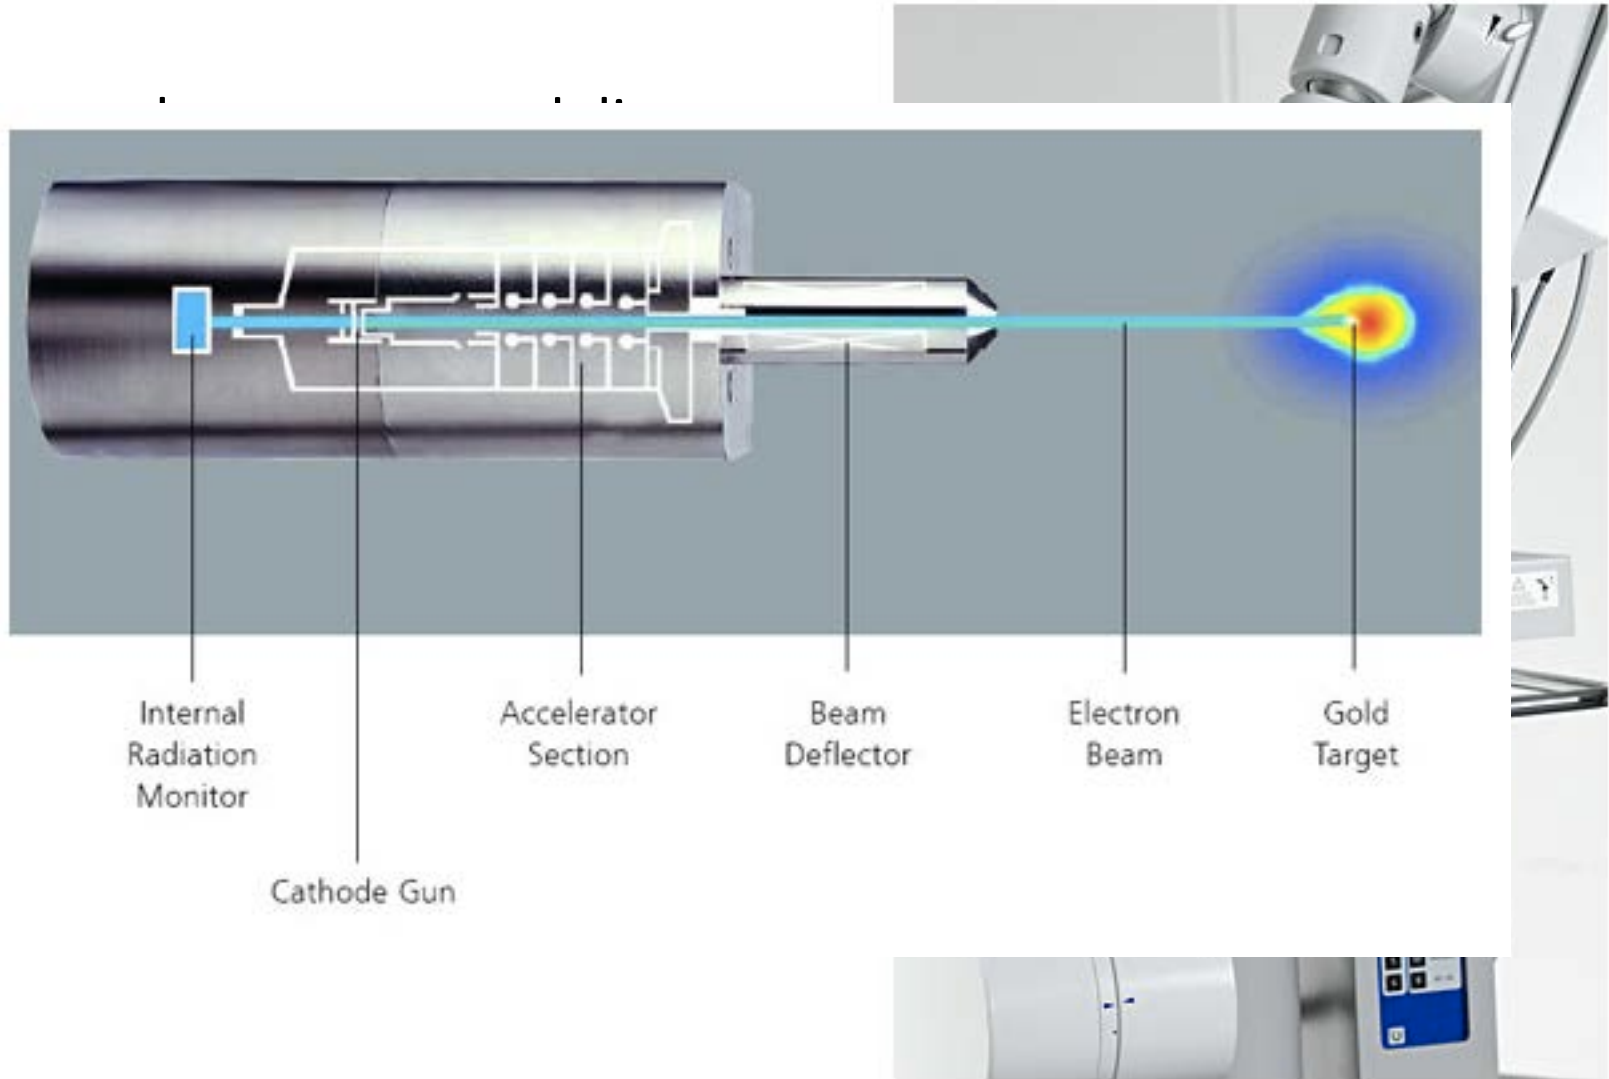 Internal
Radiation
Monitor
Cathode Gun
Accelerator
Section
Beam
Deflector
Electron
Beam
Gold
Target